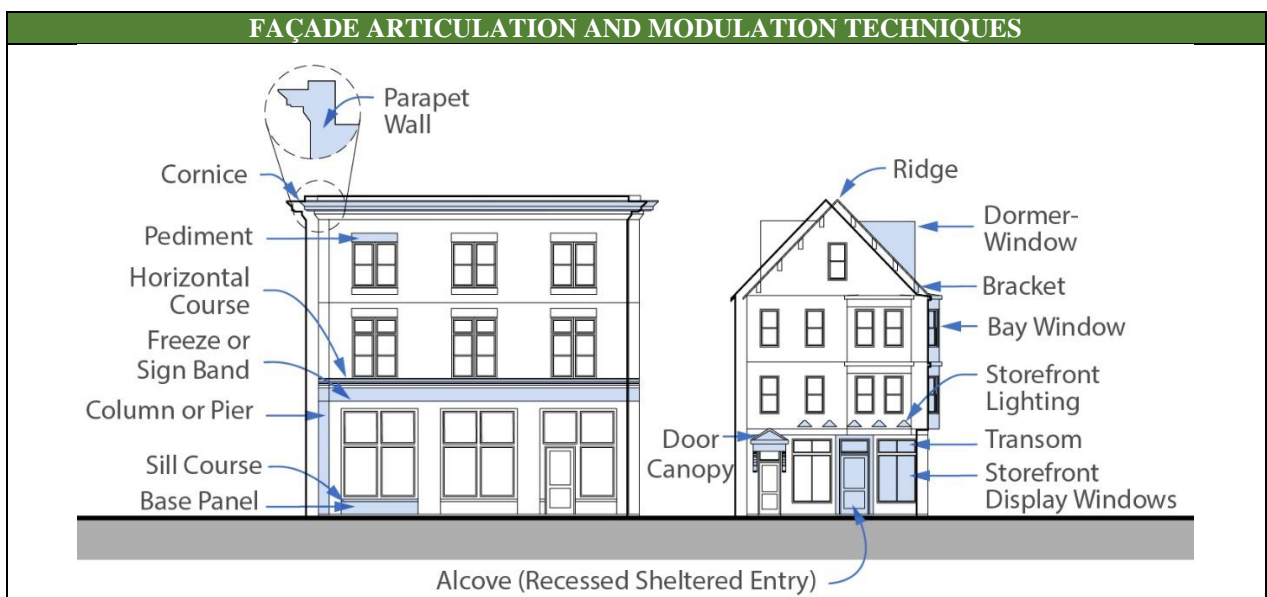 FAÇADE ARTICULATION AND MODULATION TECHNIQUES
Parapet
Wall
Cornice
Pediment
Horizontal
Course
Freeze or
Sign Band
Column or Pier
Sill Course
Base Panel
Ridge
Dormer-
Window
Bracket
Bay Window
Storefront
Lighting
Door
Canopy
Transom
Storefront
Display Windows
Alcove (Recessed Sheltered Entry)